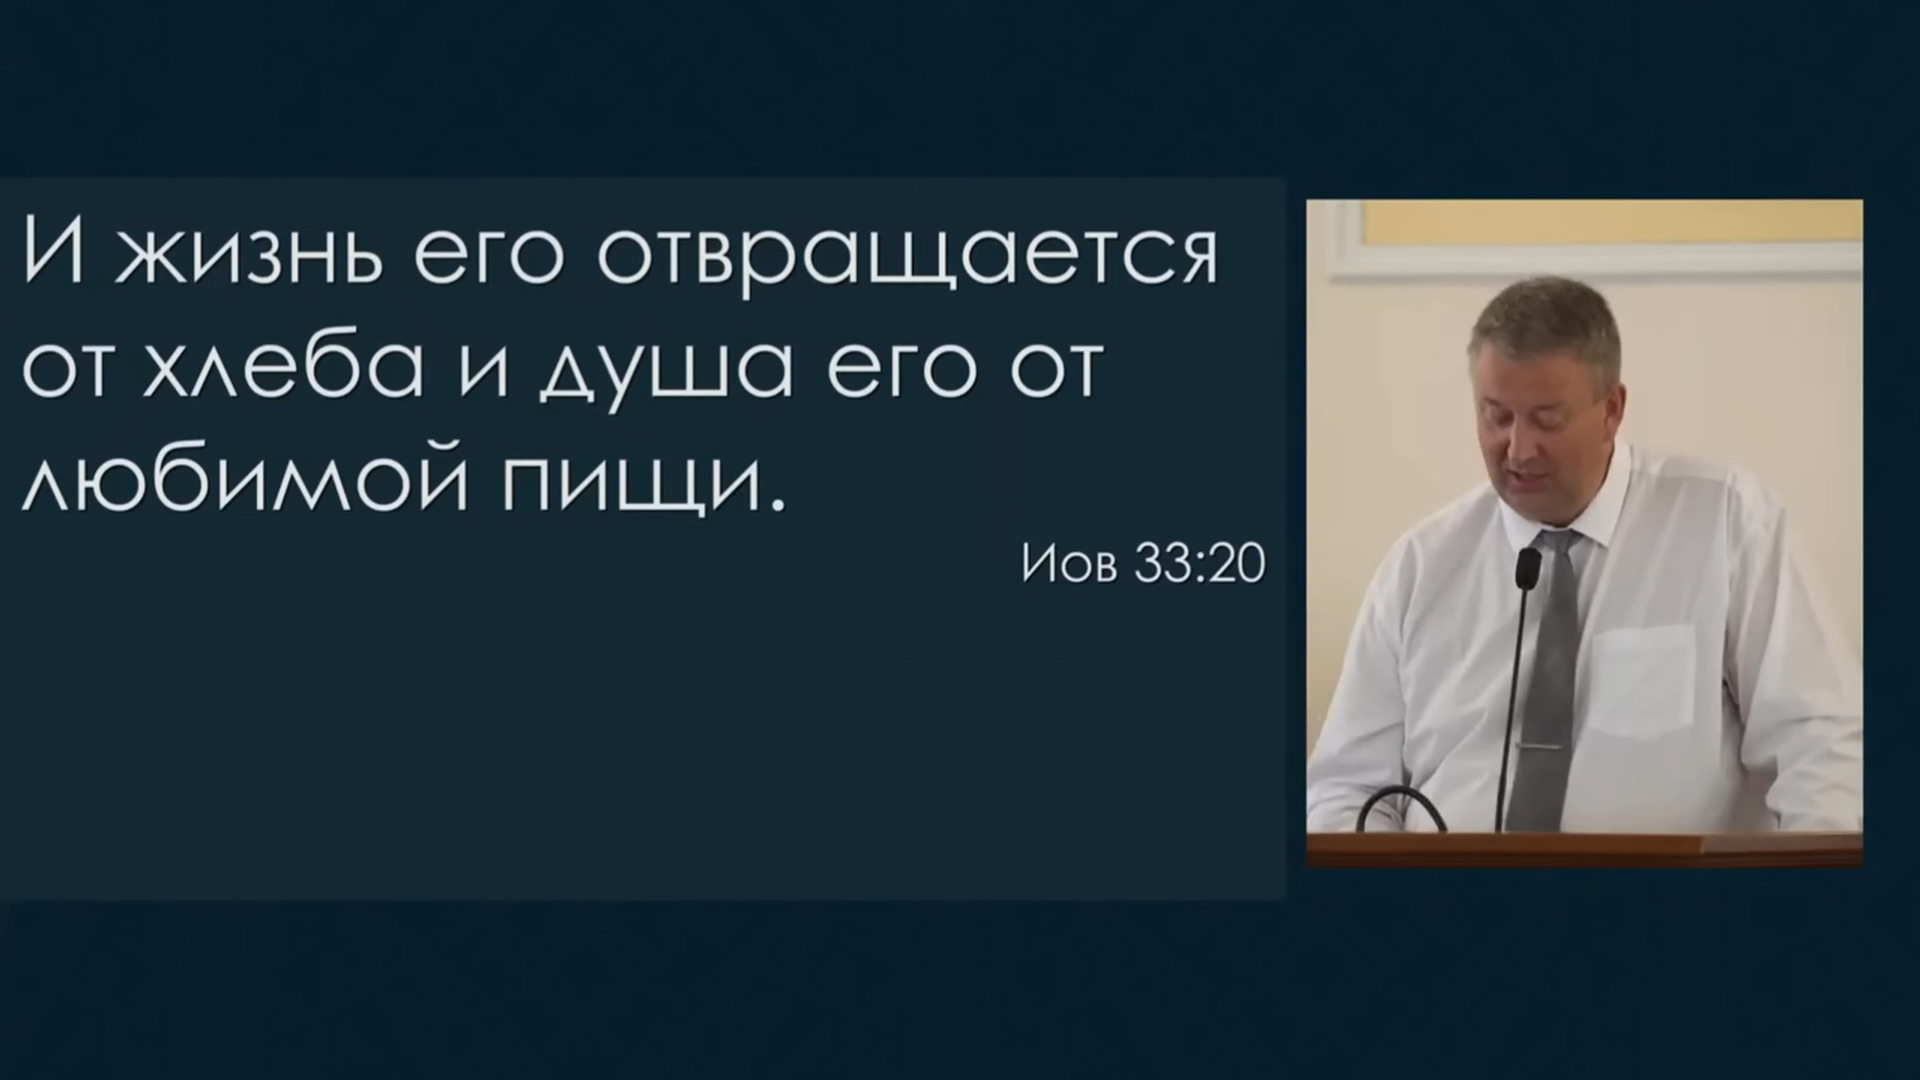 И жизнь его отвращается
от хлеба и душа его от
любимой пищи.
Иов 33:20